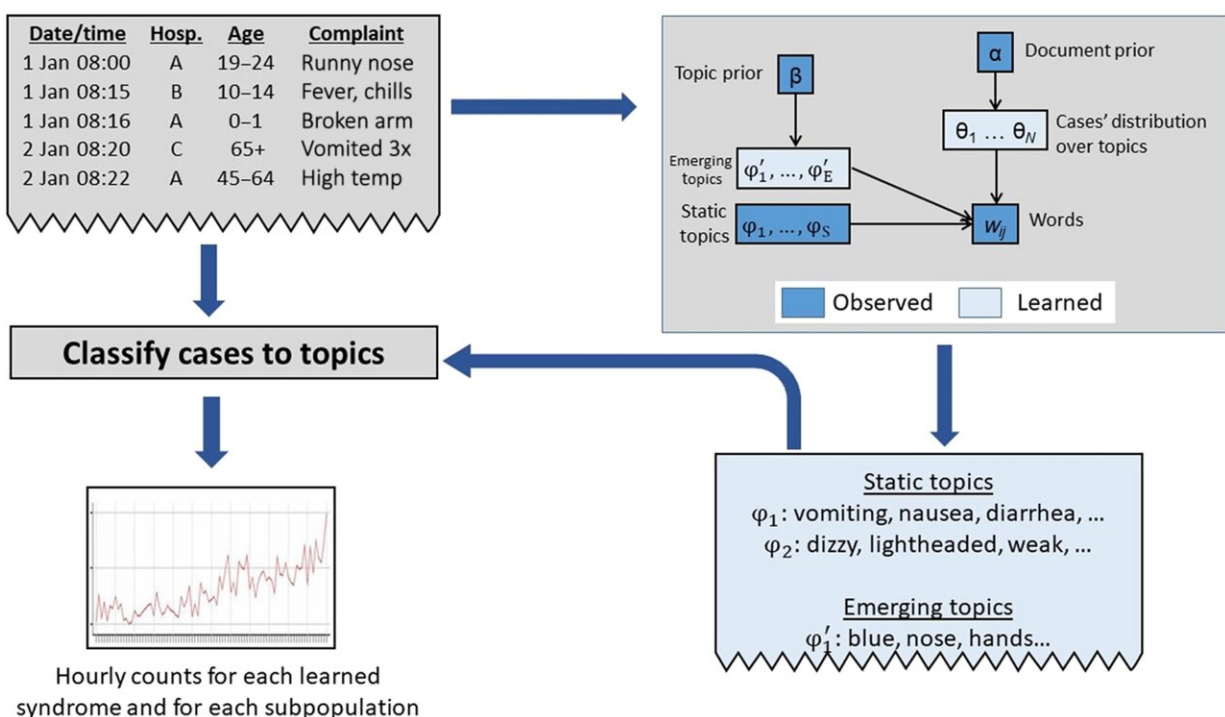 Date/time Hosp. Age Complaint
1 Jan 08:00 A 19–24 Runny nose
1 Jan 08:15 B 10–14 Fever, chills
1 Jan 08:16 A 0–1 Broken arm
2 Jan 08:20 C 65+ Vomited 3x
2 Jan 08:22 A 45–64 High temp
Topic prior
β
α
Document prior
θ₁ … θ_N
Cases' distribution
over topics
Emerging
topics
φ′₁, …, φ′_E
Static
topics
φ₁, …, φ_S
w_ij
Words
Observed
Learned
Classify cases to topics
Static topics
φ₁: vomiting, nausea, diarrhea, …
φ₂: dizzy, lightheaded, weak, …
Emerging topics
φ′₁: blue, nose, hands…
Hourly counts for each learned
syndrome and for each subpopulation